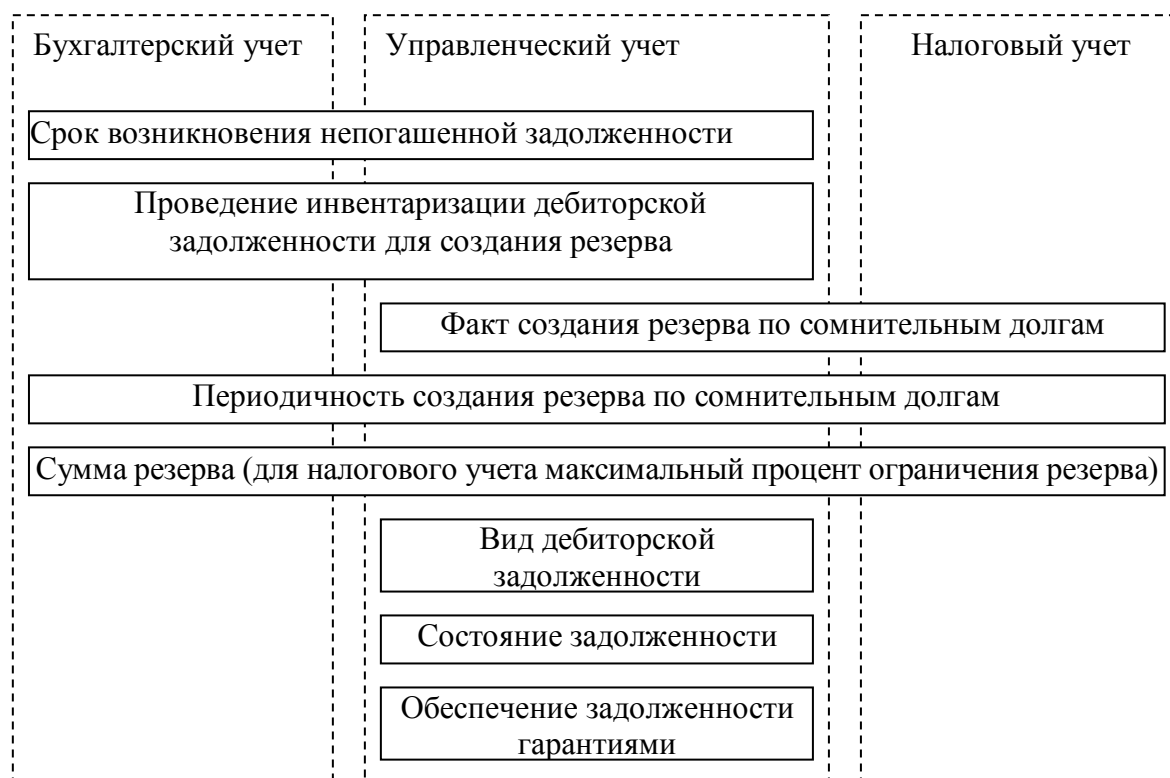 Бухгалтерский учет
Управленческий учет
Налоговый учет
Срок возникновения непогашенной задолженности
Проведение инвентаризации дебиторской
задолженности для создания резерва
Факт создания резерва по сомнительным долгам
Периодичность создания резерва по сомнительным долгам
Сумма резерва (для налогового учета максимальный процент ограничения резерва)
Вид дебиторской
задолженности
Состояние задолженности
Обеспечение задолженности
гарантиями